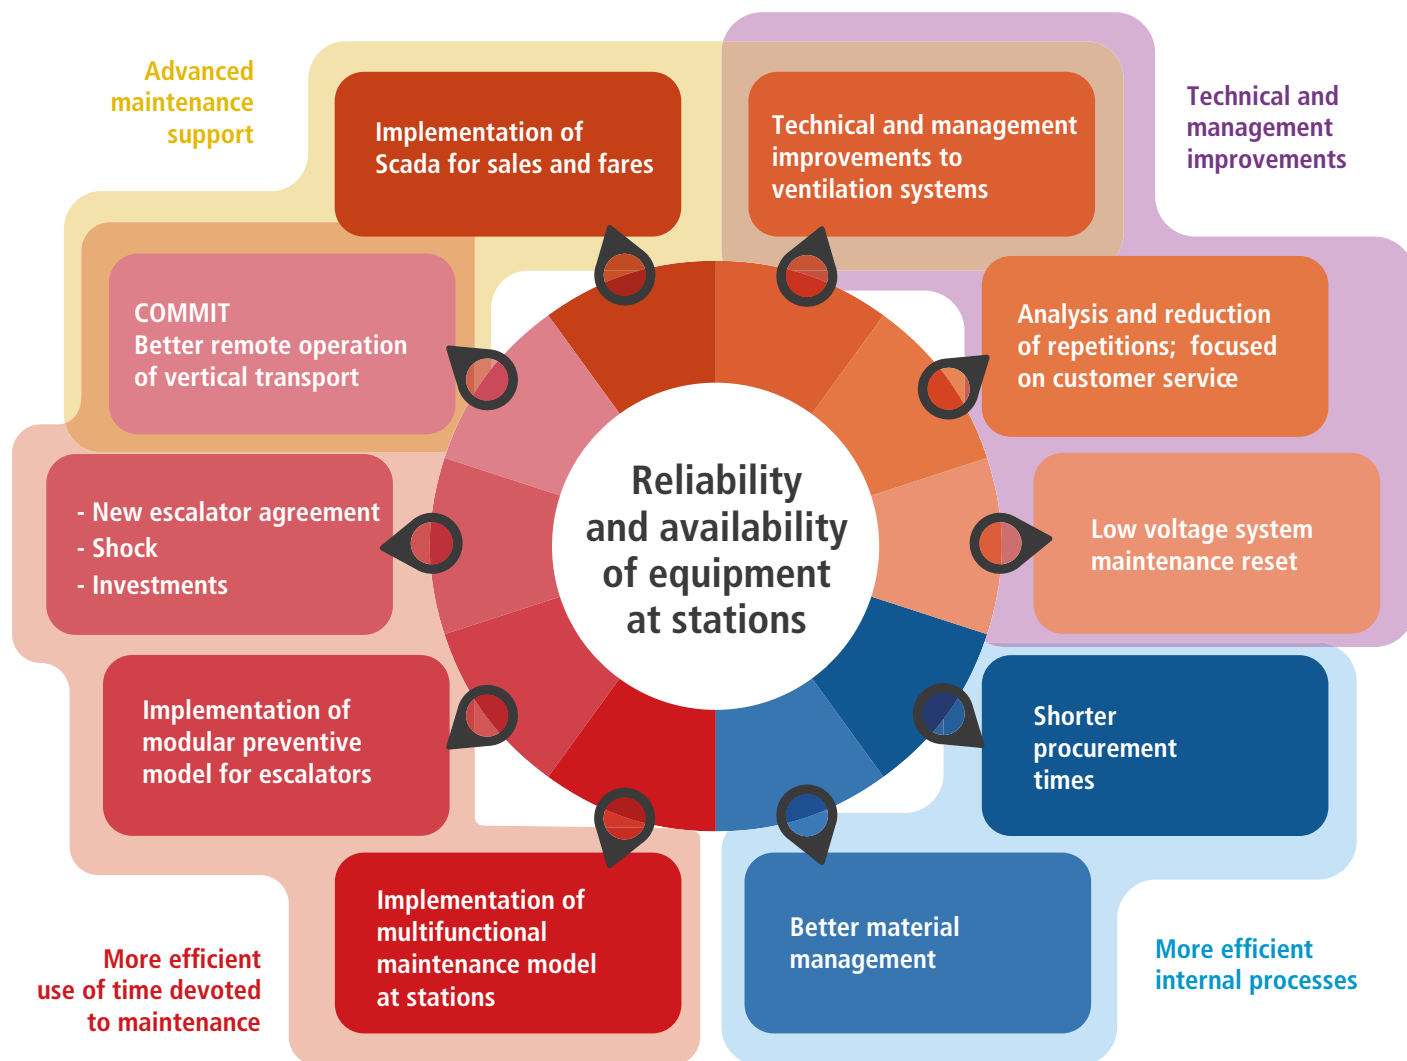 Advanced
maintenance
support
Implementation of
Scada for sales and fares
Technical and management
improvements to
ventilation systems
Technical and
management
improvements
COMMIT
Better remote operation
of vertical transport
Analysis and reduction
of repetitions; focused
on customer service
- New escalator agreement
- Shock
- Investments
Reliability
and availability
of equipment
at stations
Low voltage system
maintenance reset
Implementation of
modular preventive
model for escalators
Shorter
procurement
times
Implementation of
multifunctional
maintenance model
at stations
Better material
management
More efficient
use of time devoted
to maintenance
More efficient
internal processes